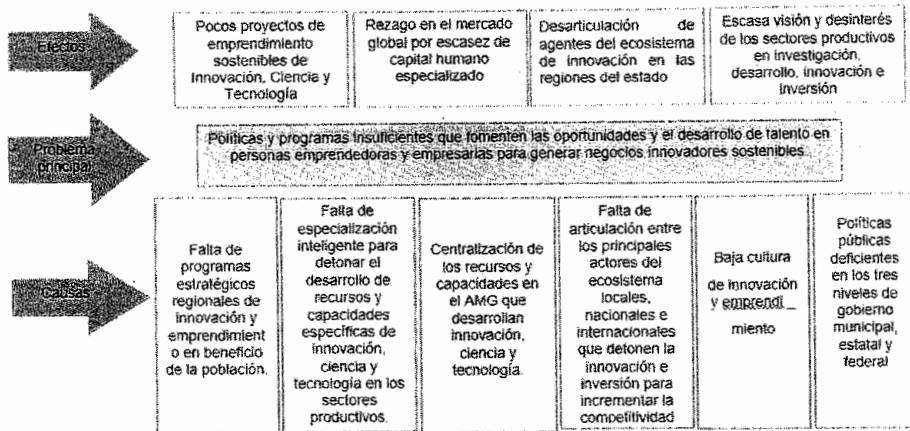 Efectos
Pocos proyectos de
emprendimiento
sostenibles de
Innovación, Ciencia y
Tecnología
Rezago en el mercado
global por escasez de
capital humano
especializado
Desarticulación de
agentes del ecosistema
de innovación en las
regiones del estado
Escasa visión y desinterés
de los sectores productivos
en investigación,
desarrollo, innovación e
inversión
Problema
principal
Políticas y programas insuficientes que fomenten las oportunidades y el desarrollo de talento en
personas emprendedoras y empresarias para generar negocios innovadores sostenibles.
Causas
Falta de
programas
estratégicos
regionales de
innovación y
emprendimient
o en beneficio
de la población.
Falta de
especialización
inteligente para
detonar el
desarrollo de
recursos y
capacidades
específicas de
innovación,
ciencia y
tecnología en los
sectores
productivos.
Centralización de
los recursos y
capacidades en
el AMG que
desarrollan
innovación,
ciencia y
tecnología.
Falta de
articulación entre
los principales
actores del
ecosistema
locales,
nacionales e
internacionales
que detonen la
innovación e
inversión para
incrementar la
competitividad
Baja cultura
de innovación
y emprendi_
miento
Políticas
públicas
deficientes
en los tres
niveles de
gobierno
municipal,
estatal y
federal